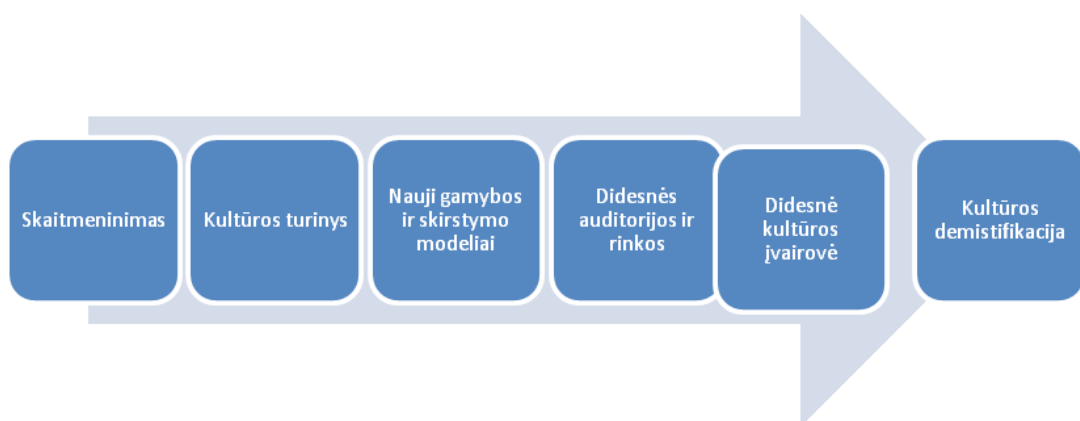 Skaitmeninimas
Kultūros turinys
Nauji gamybos
ir skirstymo
modeliai
Didesnės
auditorijos ir
rinkos
Didesnė
kultūros
įvairovė
Kultūros
demistifikacija